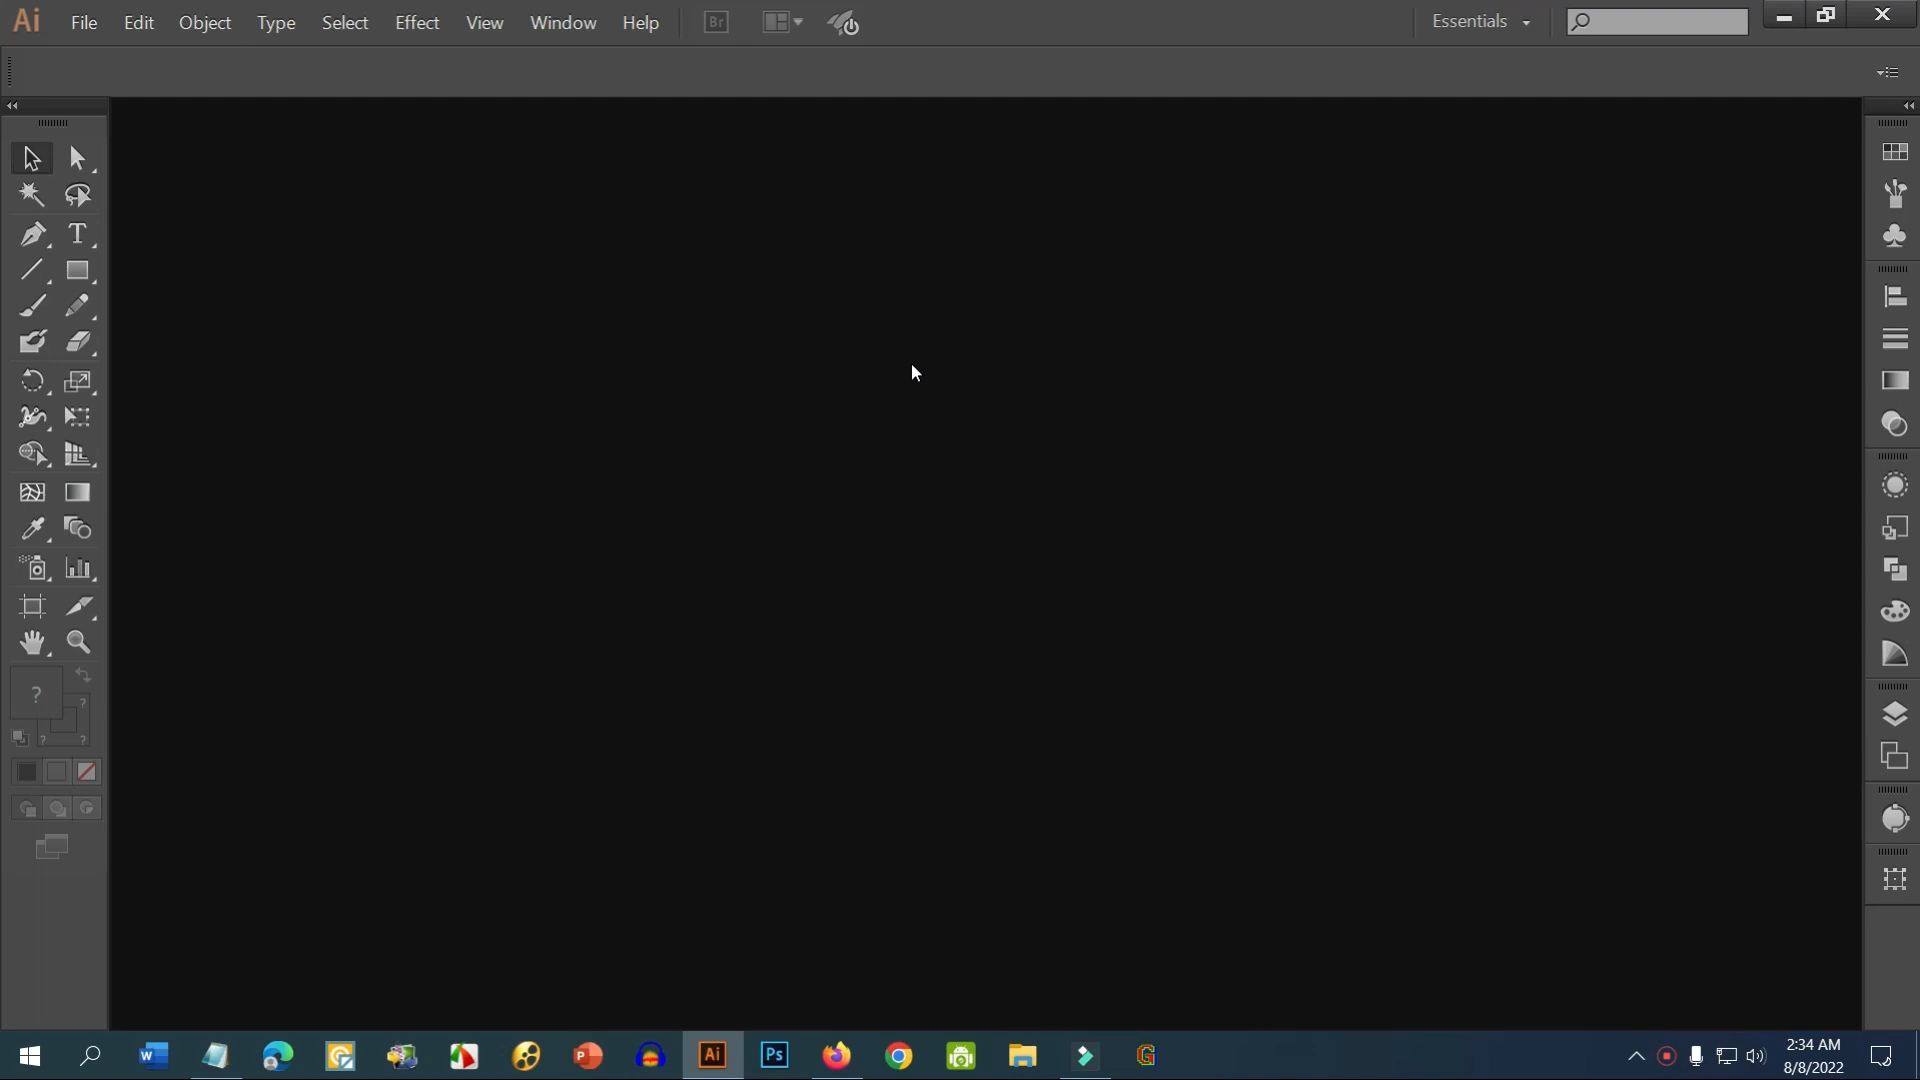 Ai File Edit Object Type Select Effect View Window Help Br Essentials
T
?
?
? ?
W P Ai Ps G
2:34 AM
8/8/2022